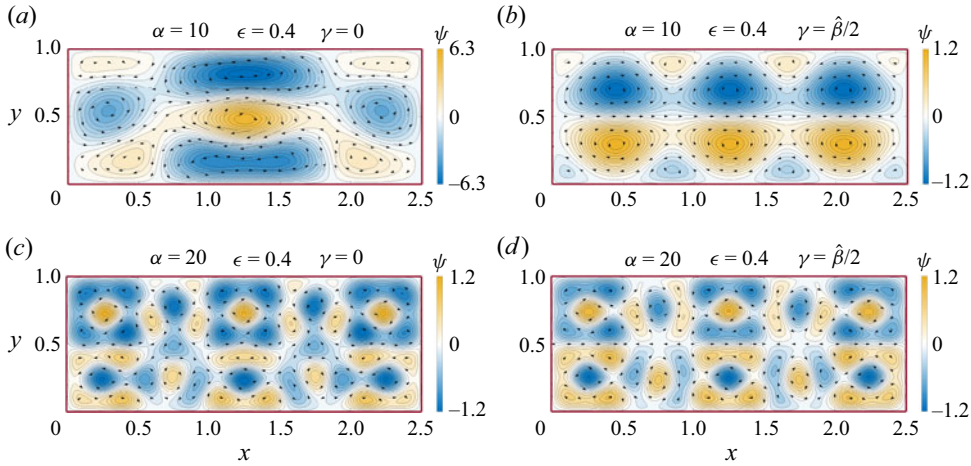 (a) α = 10 ϵ = 0.4 γ = 0 ψ
(b) α = 10 ϵ = 0.4 γ = β̂/2 ψ
1.0 6.3
1.0 1.2
y 0.5 0
0.5 0
0 –6.3
0 –1.2
0.5 1.0 1.5 2.0 2.5
0.5 1.0 1.5 2.0 2.5
(c) α = 20 ϵ = 0.4 γ = 0 ψ
(d) α = 20 ϵ = 0.4 γ = β̂/2 ψ
1.0 1.2
1.0 1.2
y 0.5 0
0.5 0
–1.2
–1.2
0 0.5 1.0 1.5 2.0 2.5
0 0.5 1.0 1.5 2.0 2.5
x
x